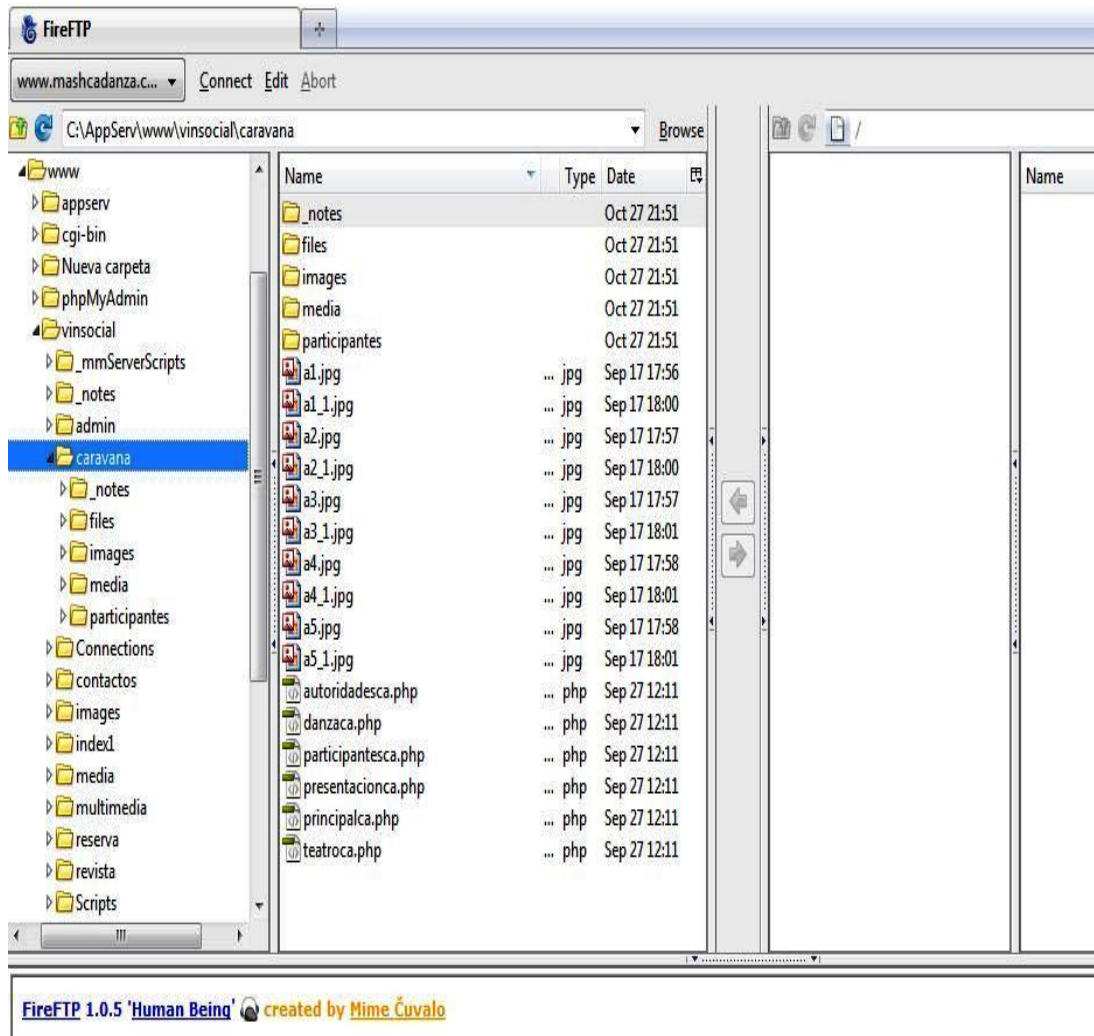 FireFTP
www.mashcadanza.c... Connect Edit Abort
C:\AppServ\www\vinsocial\caravana Browse /
www
appserv
cgi-bin
Nueva carpeta
phpMyAdmin
vinsocial
_mmServerScripts
_notes
admin
caravana
_notes
files
images
media
participantes
Connections
contactos
images
index1
media
multimedia
reserva
revista
Scripts
Name Type Date
_notes Oct 27 21:51
files Oct 27 21:51
images Oct 27 21:51
media Oct 27 21:51
participantes Oct 27 21:51
a1.jpg ... jpg Sep 17 17:56
a1_1.jpg ... jpg Sep 17 18:00
a2.jpg ... jpg Sep 17 17:57
a2_1.jpg ... jpg Sep 17 18:00
a3.jpg ... jpg Sep 17 17:57
a3_1.jpg ... jpg Sep 17 18:01
a4.jpg ... jpg Sep 17 17:58
a4_1.jpg ... jpg Sep 17 18:01
a5.jpg ... jpg Sep 17 17:58
a5_1.jpg ... jpg Sep 17 18:01
autoridadesca.php ... php Sep 27 12:11
danzaca.php ... php Sep 27 12:11
participantesca.php ... php Sep 27 12:11
presentacionca.php ... php Sep 27 12:11
principalca.php ... php Sep 27 12:11
teatroca.php ... php Sep 27 12:11
Name
FireFTP 1.0.5 'Human Being' created by Mime Čuvalo